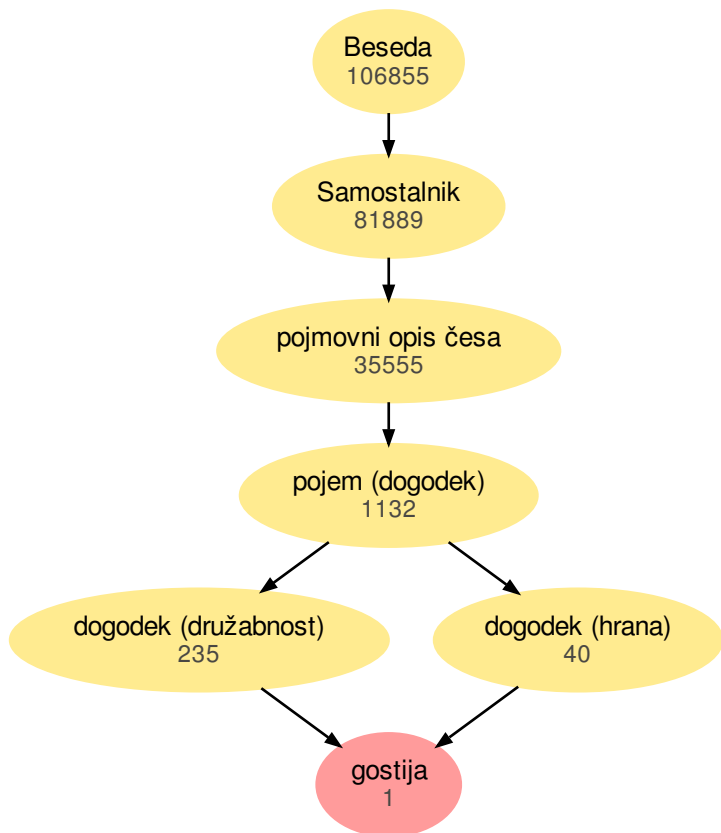 Beseda
106855
Samostalnik
81889
pojmovni opis česa
35555
pojem (dogodek)
1132
dogodek (družabnost)
235
dogodek (hrana)
40
gostija
1